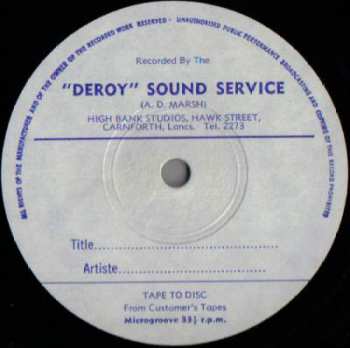 ALL RIGHTS OF THE MANUFACTURER AND OF THE OWNER OF THE RECORDED WORK RESERVED - UNAUTHORISED PUBLIC PERFORMANCE BROADCASTING AND COPYING OF THE RECORD PROHIBITED
Recorded By The
"DEROY" SOUND SERVICE
(A. D. MARSH)
HIGH BANK STUDIOS, HAWK STREET,
CARNFORTH, Lancs. Tel. 2273
Title..........................................
Artiste..................................
TAPE TO DISC
From Customer's Tapes
Microgroove 33⅓ r.p.m.